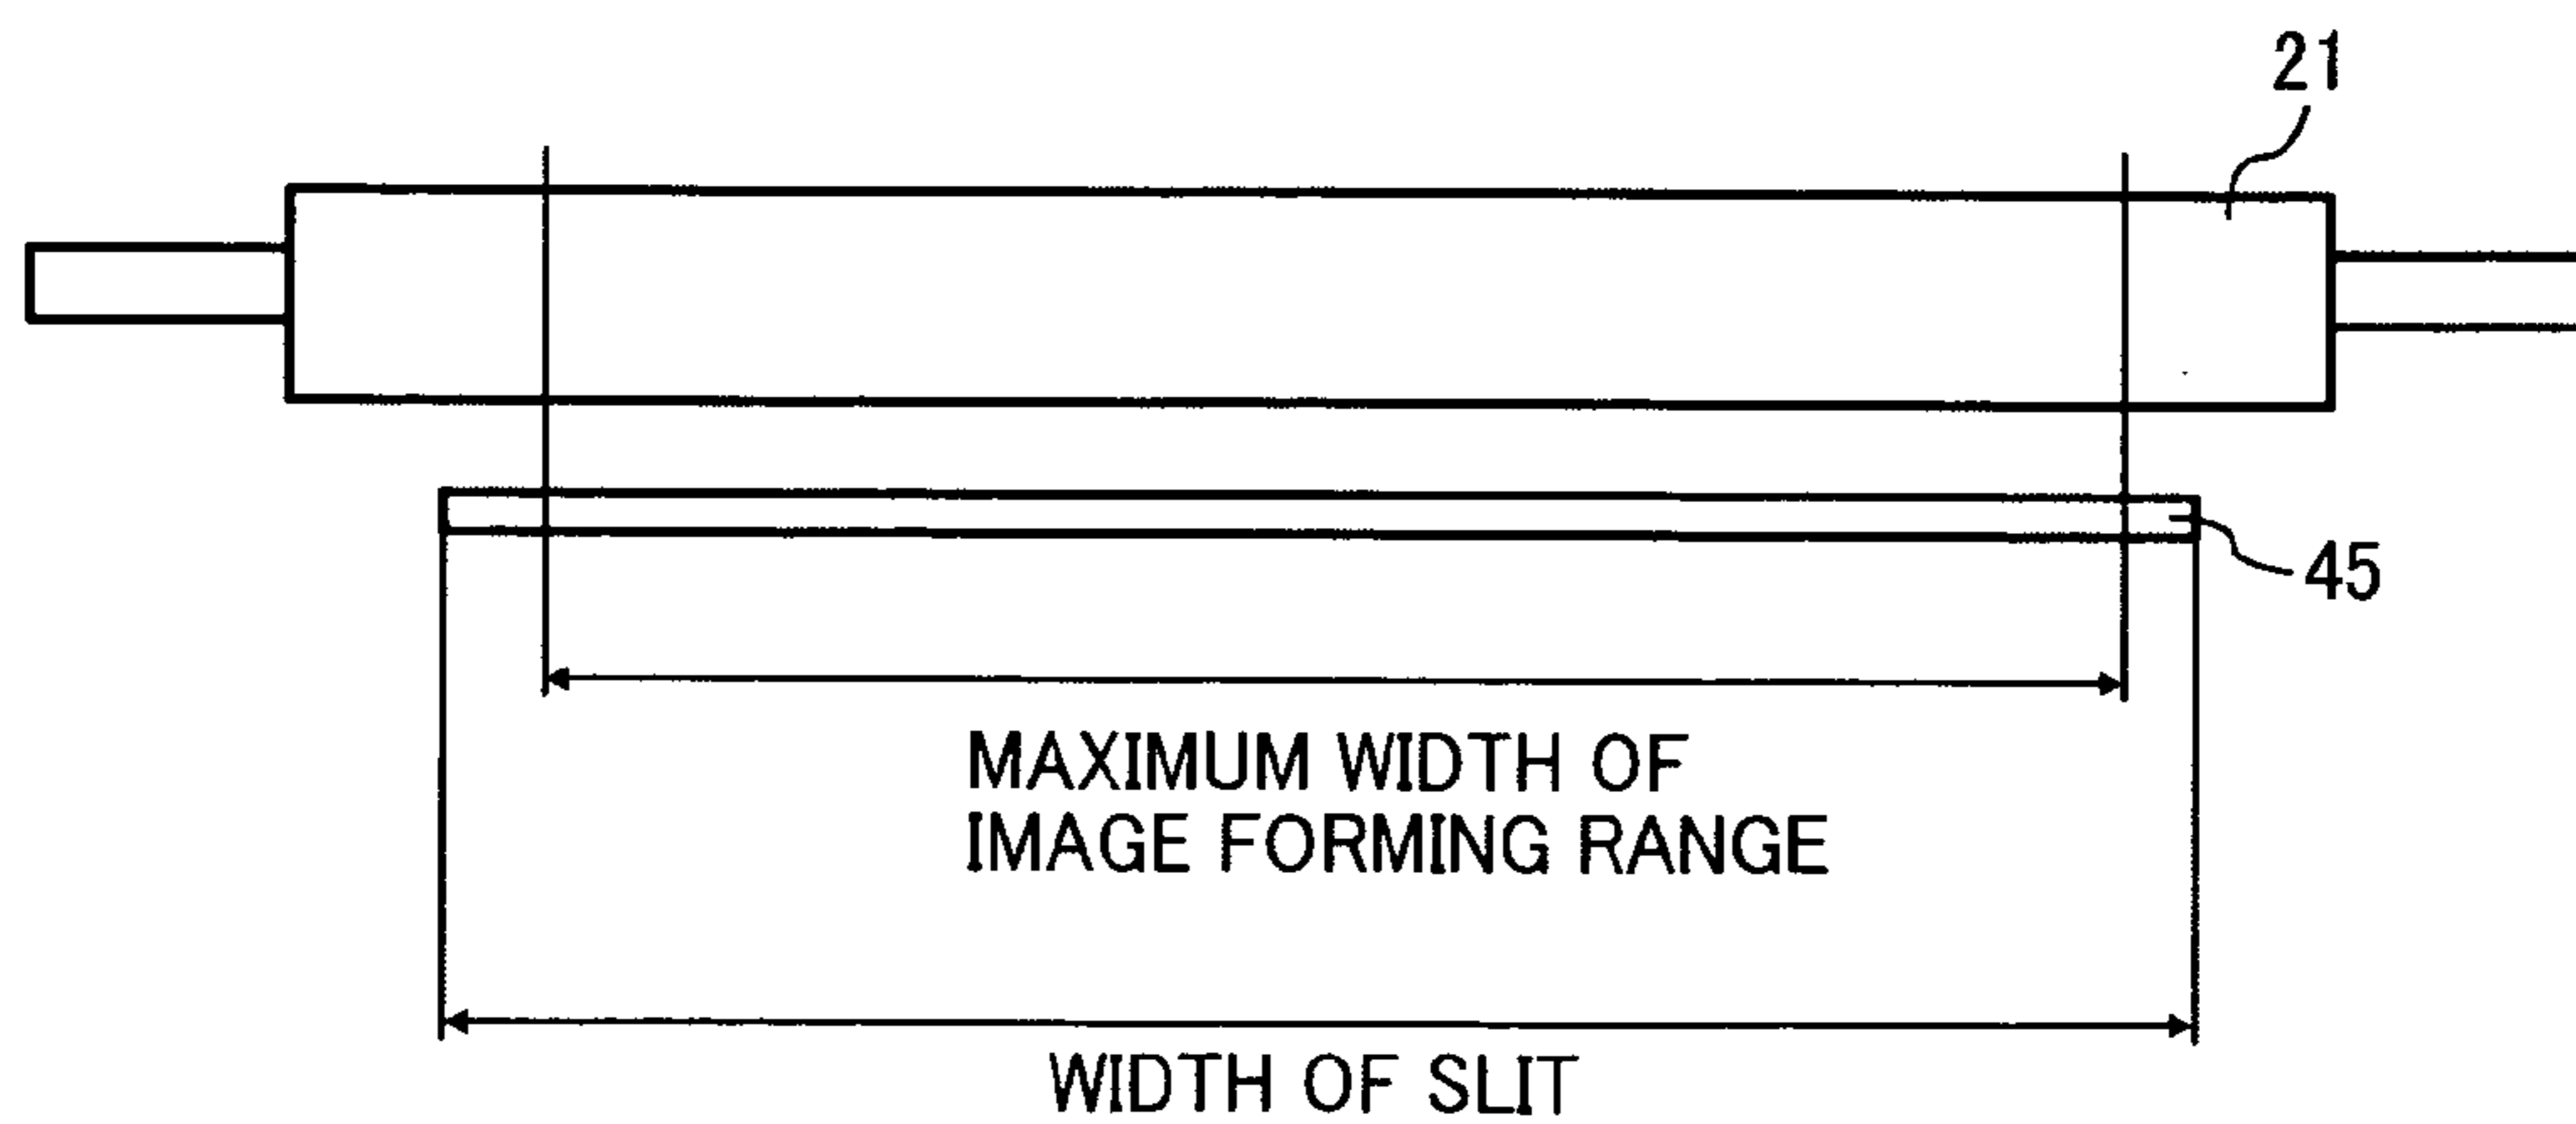 21
45
MAXIMUM WIDTH OF
IMAGE FORMING RANGE
WIDTH OF SLIT